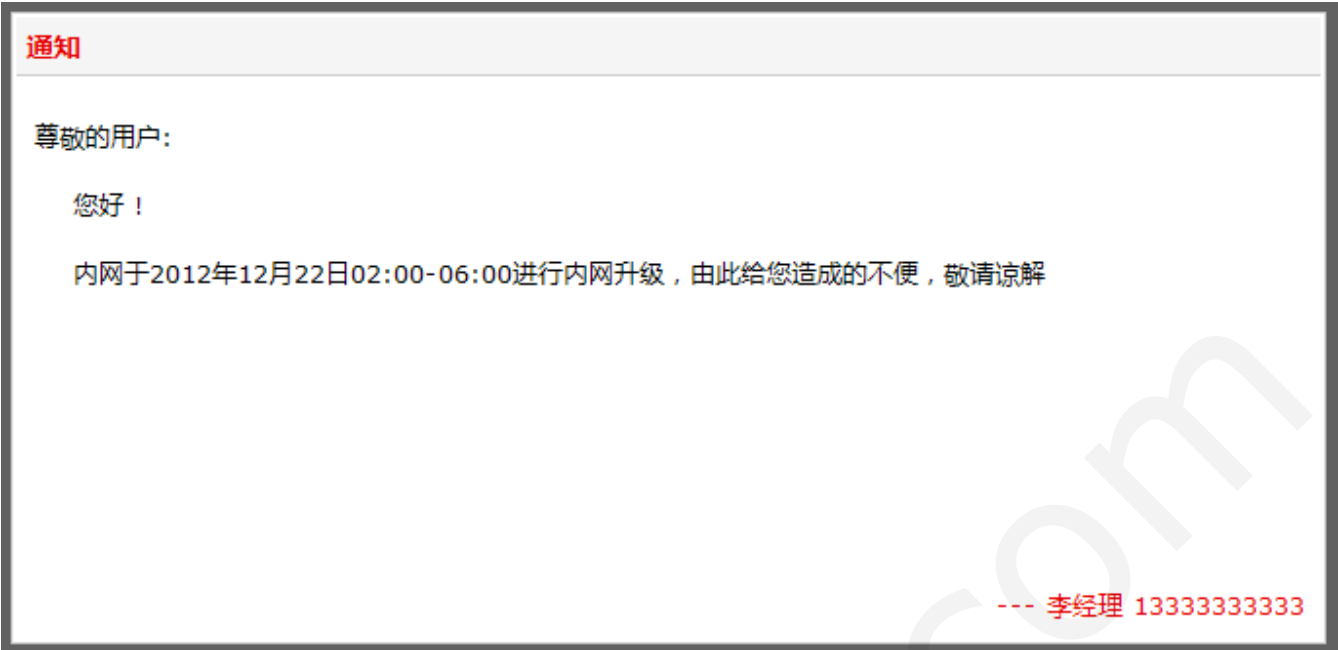 通知
尊敬的用户:
您好！
内网于2012年12月22日02:00-06:00进行内网升级，由此给您造成的不便，敬请谅解
--- 李经理 13333333333
com